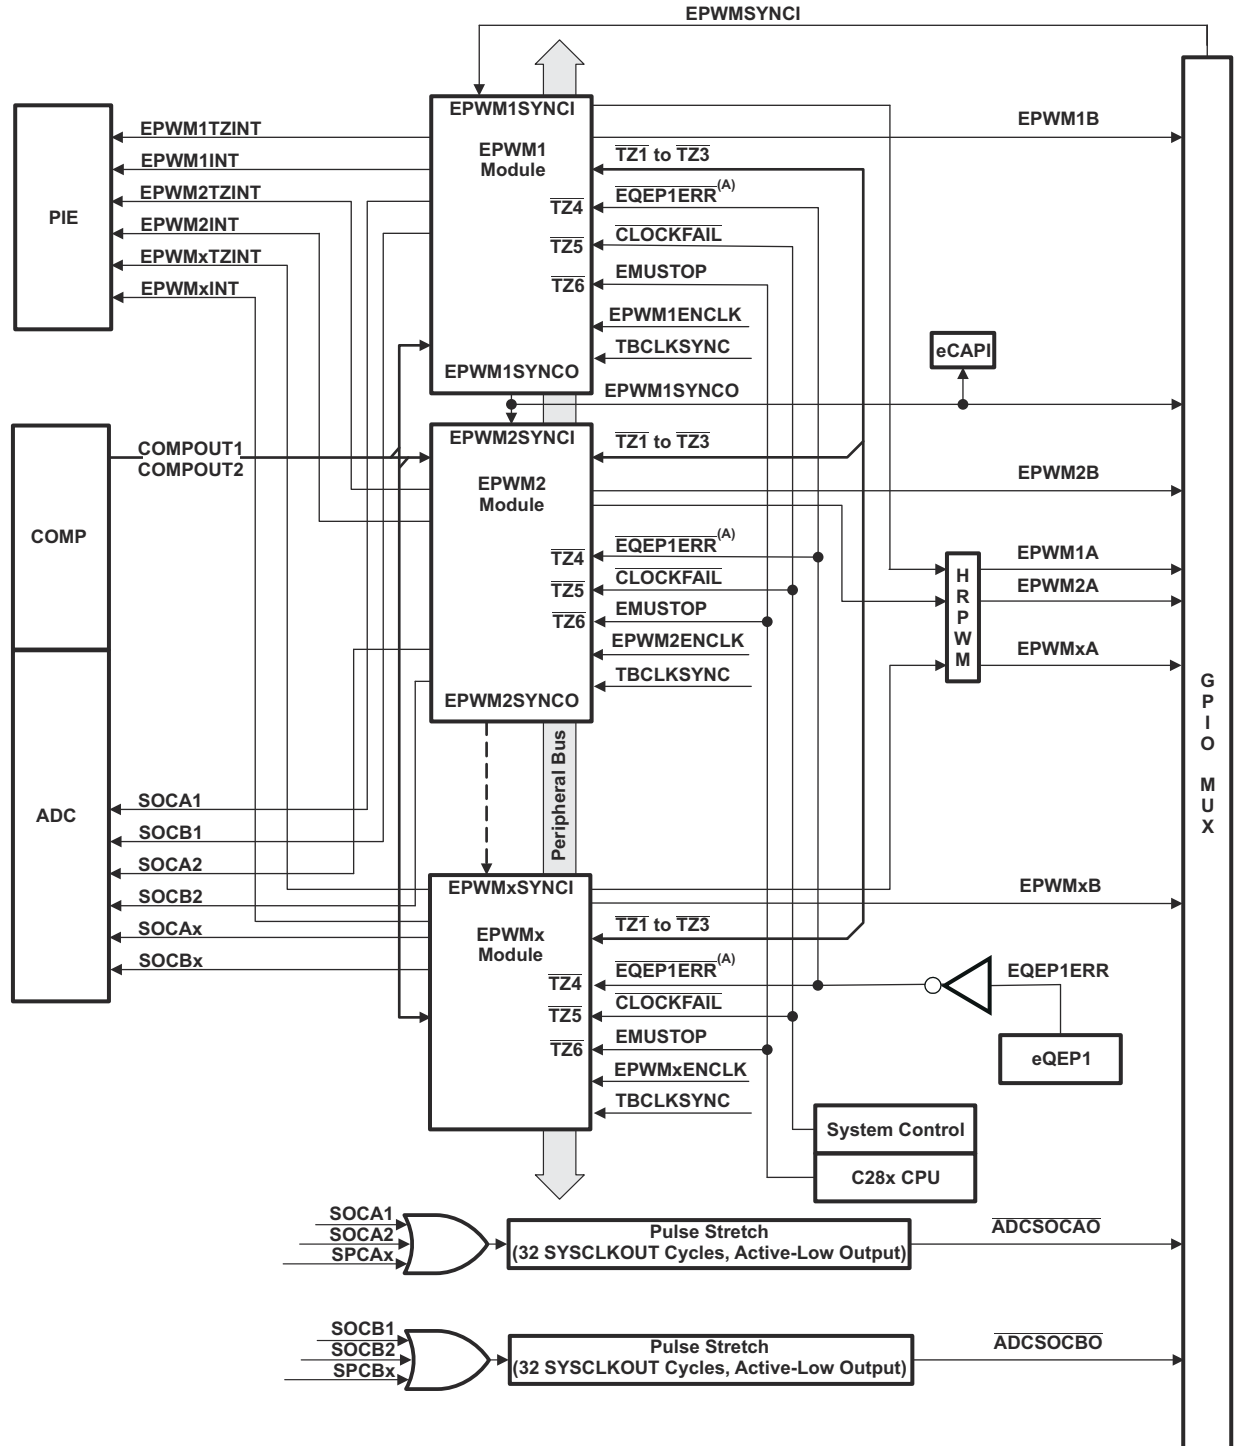 EPWMSYNCI
EPWM1SYNCI
EPWM1
Module
TZ4
TZ5
TZ6
EPWM1SYNCO
EPWM1TZINT
EPWM1INT
EPWM2TZINT
EPWM2INT
EPWMxTZINT
EPWMxINT
PIE
EPWM1B
TZ1 to TZ3
EQEP1ERR(A)
CLOCKFAIL
EMUSTOP
EPWM1ENCLK
TBCLKSYNC
eCAPI
EPWM1SYNCO
COMPOUT1
COMPOUT2
COMP
EPWM2SYNCI
EPWM2
Module
TZ4
TZ5
TZ6
EPWM2SYNCO
TZ1 to TZ3
EPWM2B
EQEP1ERR(A)
CLOCKFAIL
EMUSTOP
EPWM2ENCLK
TBCLKSYNC
HRPWM
EPWM1A
EPWM2A
EPWMxA
GPIO MUX
Peripheral Bus
ADC
SOCA1
SOCB1
SOCA2
SOCB2
SOCAx
SOCBx
EPWMxSYNCI
EPWMx
Module
TZ4
TZ5
TZ6
EPWMxB
TZ1 to TZ3
EQEP1ERR(A)
CLOCKFAIL
EMUSTOP
EPWMxENCLK
TBCLKSYNC
EQEP1ERR
eQEP1
System Control
C28x CPU
SOCA1
SOCA2
SPCAx
Pulse Stretch
(32 SYSCLKOUT Cycles, Active-Low Output)
ADCSOCAO
SOCB1
SOCB2
SPCBx
Pulse Stretch
(32 SYSCLKOUT Cycles, Active-Low Output)
ADCSOCBO